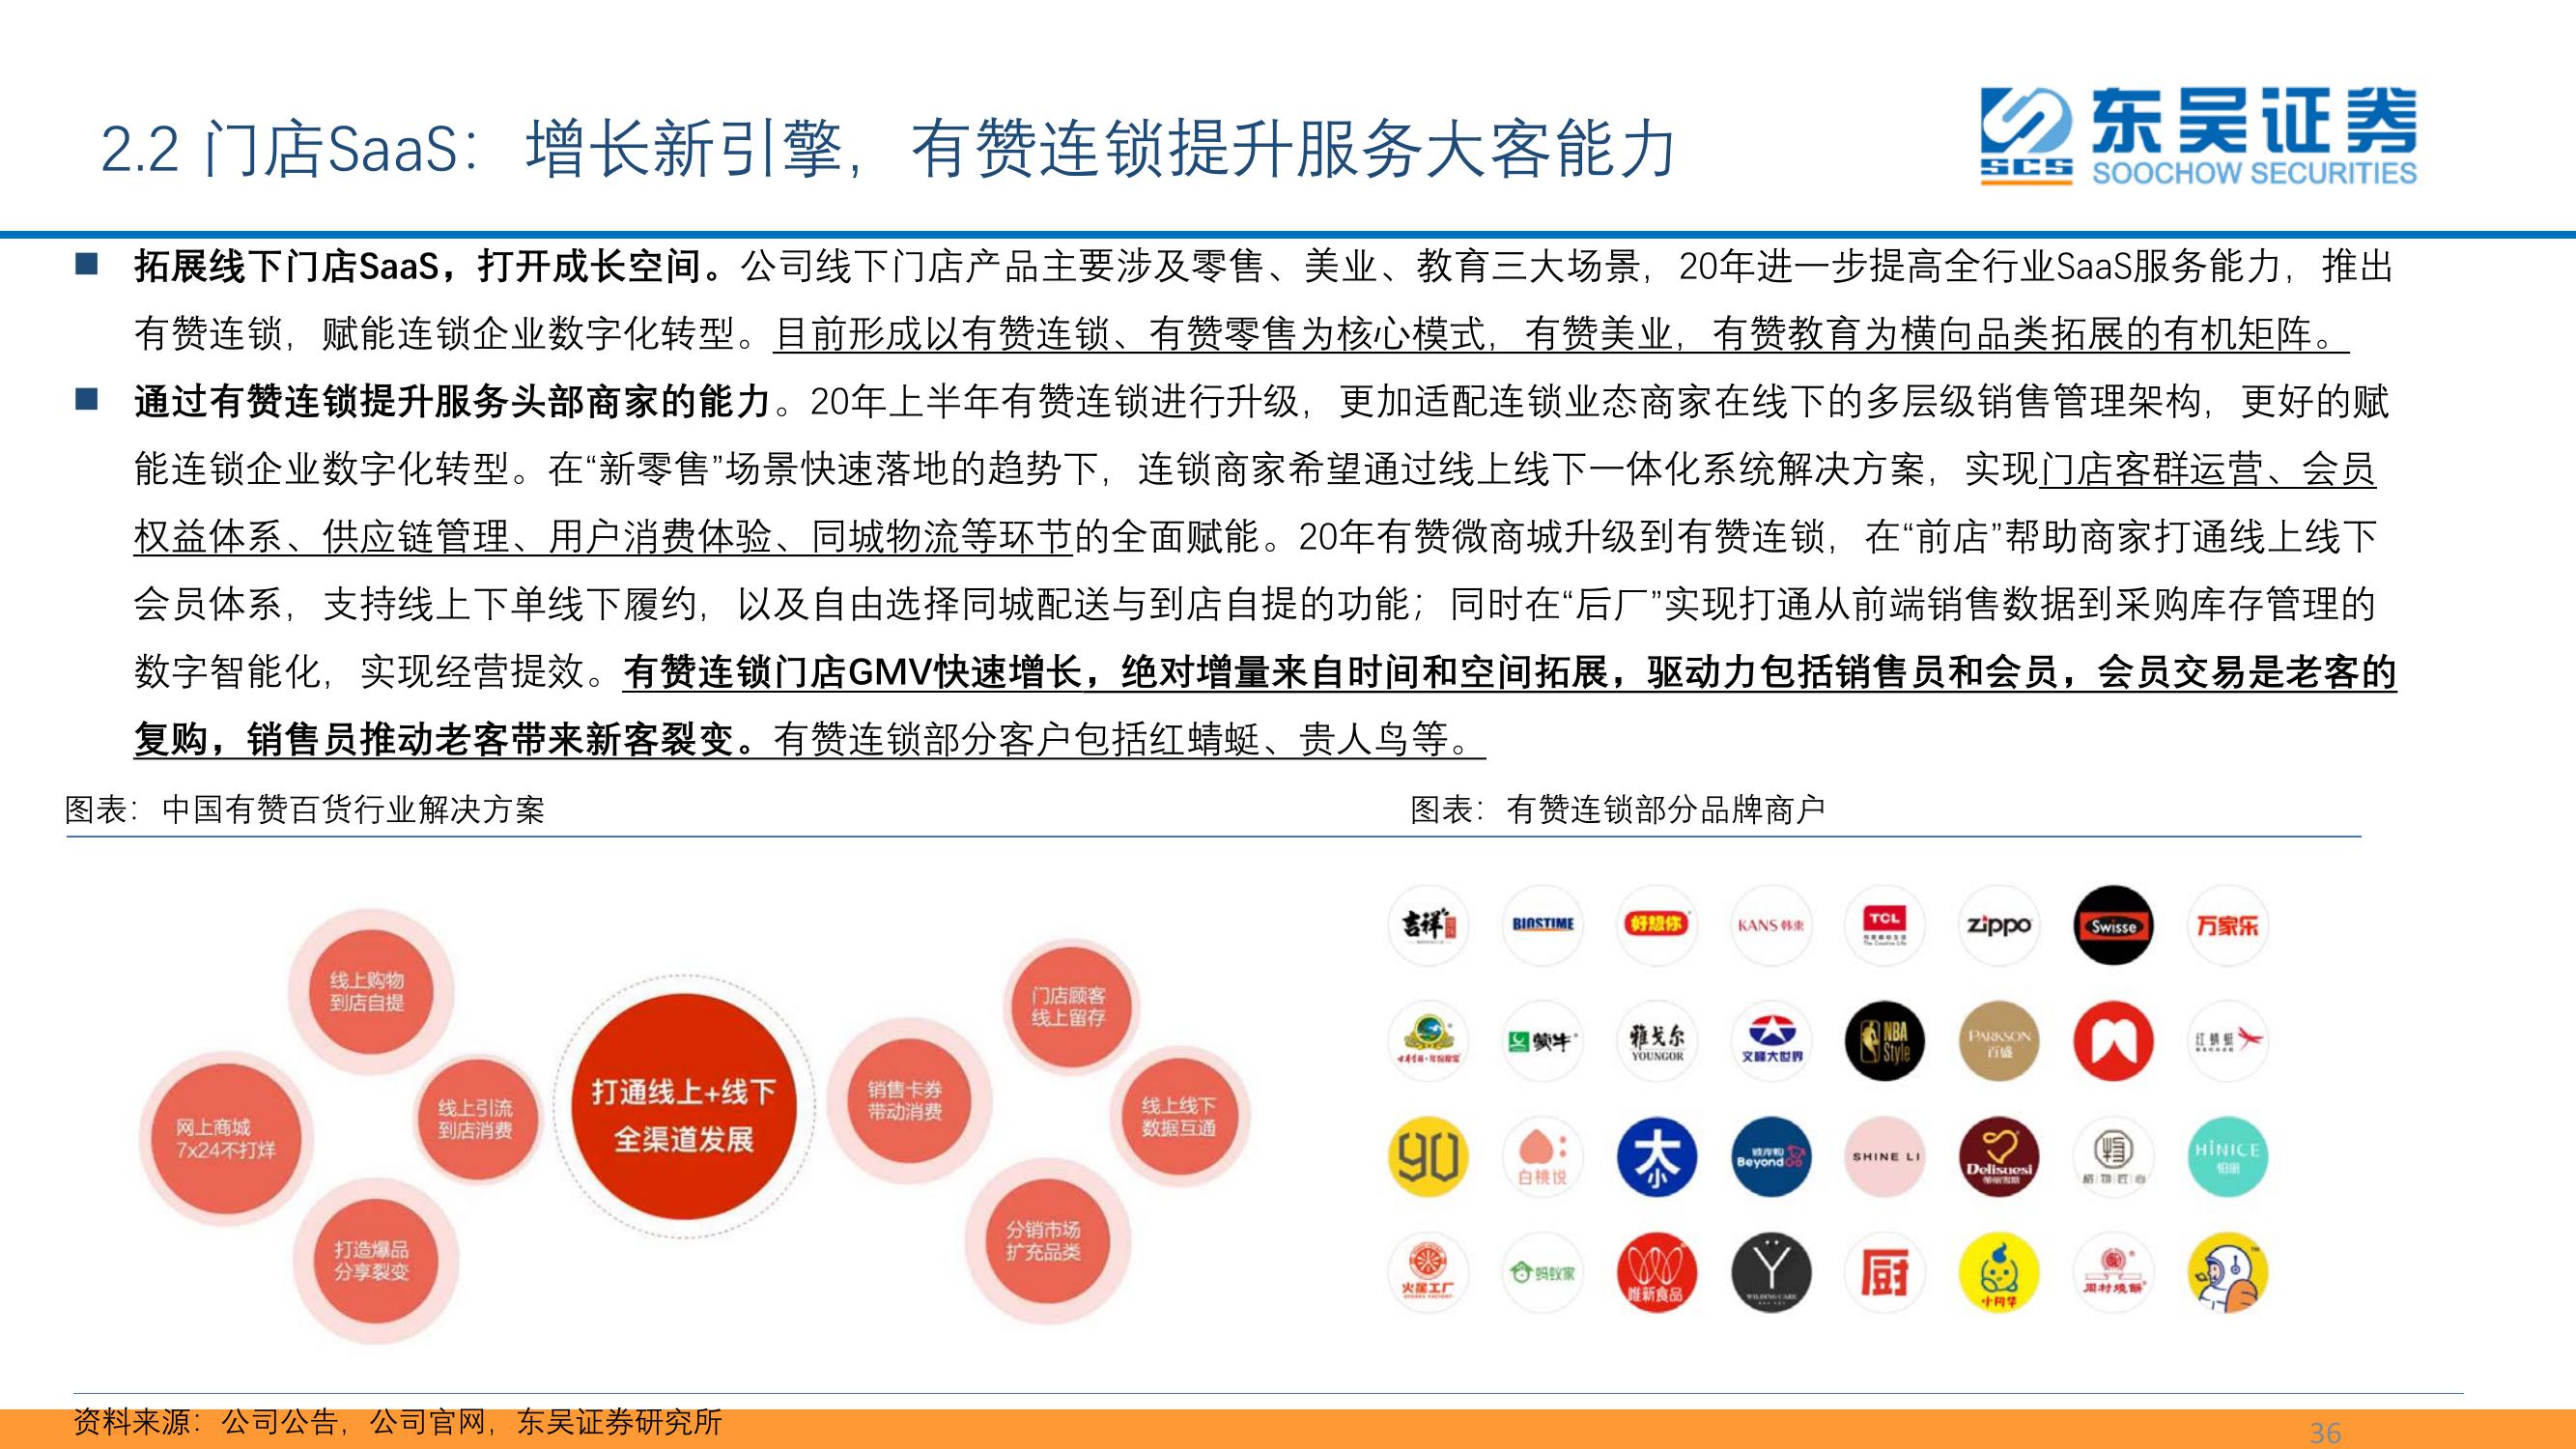 2.2 门店SaaS：增长新引擎，有赞连锁提升服务大客能力
东吴证券
SCS
SOOCHOW SECURITIES
■ 拓展线下门店SaaS，打开成长空间。公司线下门店产品主要涉及零售、美业、教育三大场景，20年进一步提高全行业SaaS服务能力，推出
有赞连锁，赋能连锁企业数字化转型。目前形成以有赞连锁、有赞零售为核心模式，有赞美业，有赞教育为横向品类拓展的有机矩阵。
■ 通过有赞连锁提升服务头部商家的能力。20年上半年有赞连锁进行升级，更加适配连锁业态商家在线下的多层级销售管理架构，更好的赋
能连锁企业数字化转型。在“新零售”场景快速落地的趋势下，连锁商家希望通过线上线下一体化系统解决方案，实现门店客群运营、会员
权益体系、供应链管理、用户消费体验、同城物流等环节的全面赋能。20年有赞微商城升级到有赞连锁，在“前店”帮助商家打通线上线下
会员体系，支持线上下单线下履约，以及自由选择同城配送与到店自提的功能；同时在“后厂”实现打通从前端销售数据到采购库存管理的
数字智能化，实现经营提效。有赞连锁门店GMV快速增长，绝对增量来自时间和空间拓展，驱动力包括销售员和会员，会员交易是老客的
复购，销售员推动老客带来新客裂变。有赞连锁部分客户包括红蜻蜓、贵人鸟等。
图表：中国有赞百货行业解决方案
线上购物
到店自提
网上商城
7x24不打烊
线上引流
到店消费
打造爆品
分享裂变
打通线上+线下
全渠道发展
销售卡券
带动消费
门店顾客
线上留存
线上线下
数据互通
分销市场
扩充品类
图表：有赞连锁部分品牌商户
吉祥
BIOSTIME
好想你
KANS 韩束
TCL
The Creative Life
Zippo
Swisse
万家乐
蒙牛
雅戈尔
YOUNGOR
文峰大世界
NBA
Style
PARKSON
百盛
红蜻蜓
90
白桃悦
大
小
彼岸购
BeyondGo
SHINE LI
Delisuesi
蒂丽雪斯
格物匠心
HiNICE
怡丽
火星工厂
蚂蚁家
唯新食品
Ÿ
WILDING CARE
厨
小阿华
周村烧饼
资料来源：公司公告，公司官网，东吴证券研究所
36